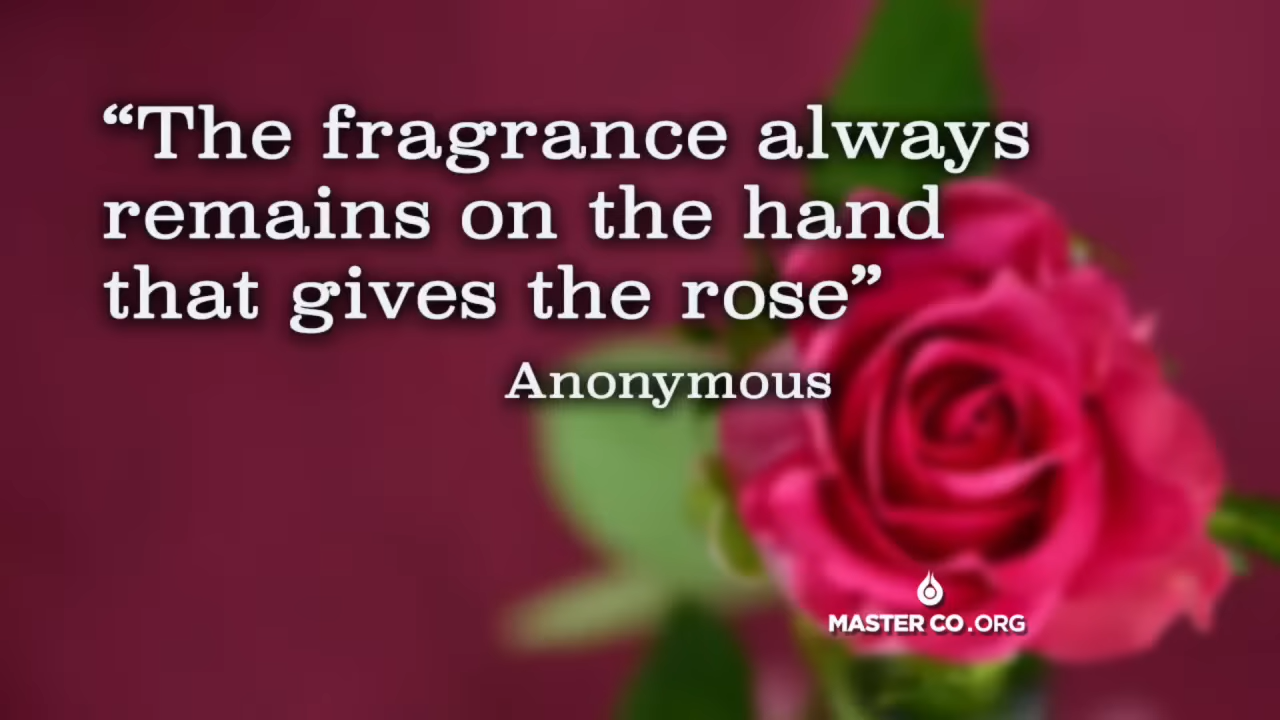 “The fragrance always
remains on the hand
that gives the rose”
Anonymous
MASTER CO.ORG